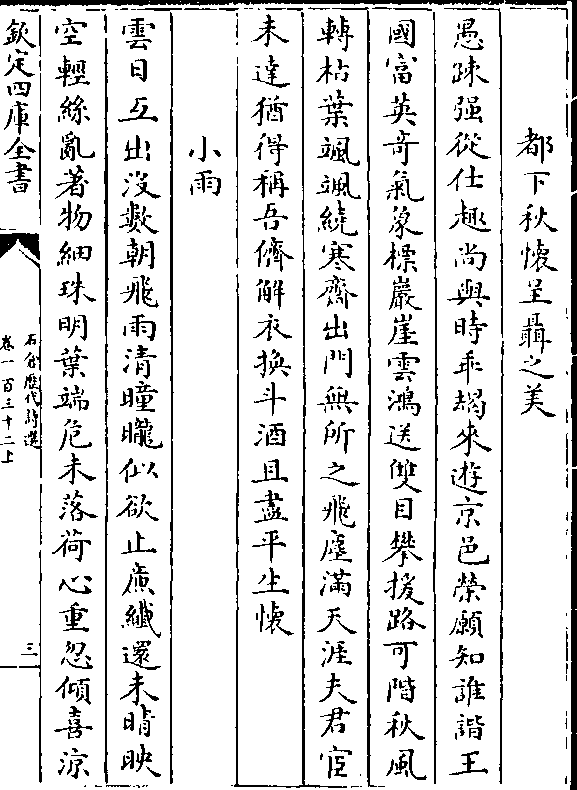 都下秋懷呈聶之美
愚踈强從仕趣尚與時乖朅來遊京邑榮願知誰諧王
國富英竒氣象標巖崖雲鴻送雙目攀援路可階秋風
轉枯葉颯颯繞寒齋出門無所之飛塵滿天涯夫君宦
未達猶得稱吾儕解衣換斗酒且盡平生懷
小雨
雲日互出沒數朝飛雨清曈曨似欲止廉纖還未晴映
空輕絲亂著物細珠明葉端危未落荷心重忽傾喜涼
欽定四庫全書
石倉歷代詩選
卷一百三十二上
三